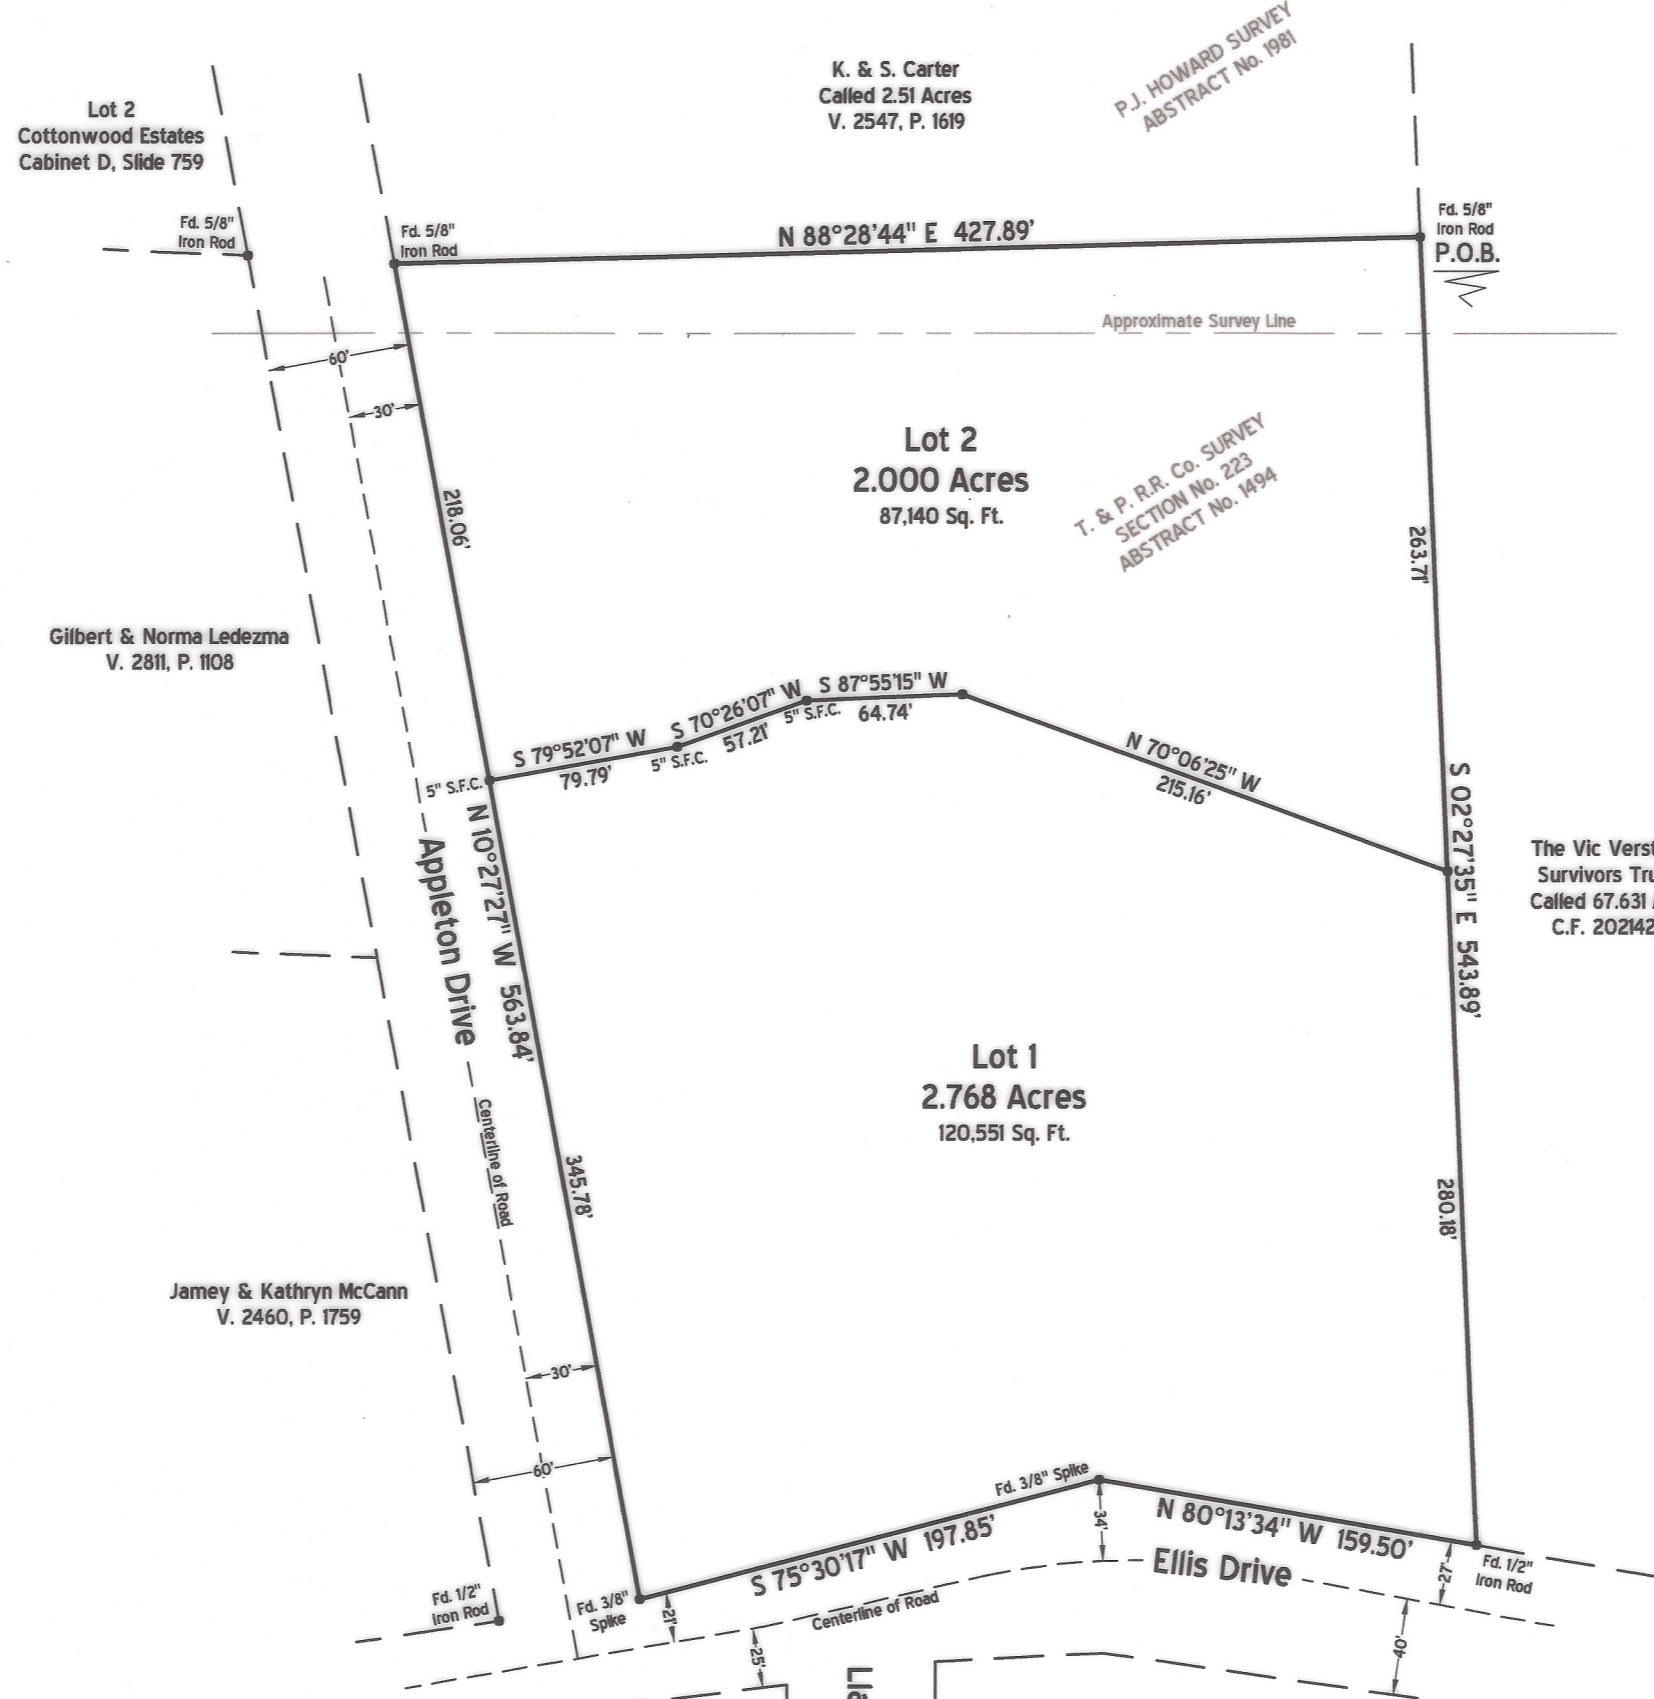 P.J. HOWARD SURVEY
ABSTRACT No. 1981
K. & S. Carter
Called 2.51 Acres
V. 2547, P. 1619
Lot 2
Cottonwood Estates
Cabinet D, Slide 759
Fd. 5/8"
Iron Rod
Fd. 5/8"
Iron Rod
N 88°28'44" E 427.89'
Fd. 5/8"
Iron Rod
P.O.B.
Approximate Survey Line
60'
30'
Lot 2
2.000 Acres
87,140 Sq. Ft.
T. & P. R.R. Co. SURVEY
SECTION No. 223
ABSTRACT No. 1494
218.06'
263.71'
Gilbert & Norma Ledezma
V. 2811, P. 1108
S 79°52'07" W
79.79'
S 70°26'07" W
57.21'
S 87°55'15" W
64.74'
N 70°06'25" W
215.16'
5" S.F.C.
5" S.F.C.
5" S.F.C.
S 02°27'35" E 543.89'
N 10°27'27" W 563.84'
Appleton Drive
Centerline of Road
The Vic
Survivors
Called 67.631
C.F. 202142
Lot 1
2.768 Acres
120,551 Sq. Ft.
345.78'
280.18'
Jamey & Kathryn McCann
V. 2460, P. 1759
30'
60'
Fd. 3/8" Spike
S 75°30'17" W 197.85'
34'
N 80°13'34" W 159.50'
Ellis Drive
27'
Fd. 1/2"
Iron Rod
Fd. 1/2"
Iron Rod
Fd. 3/8"
Spike
21'
Centerline of Road
25'
40'